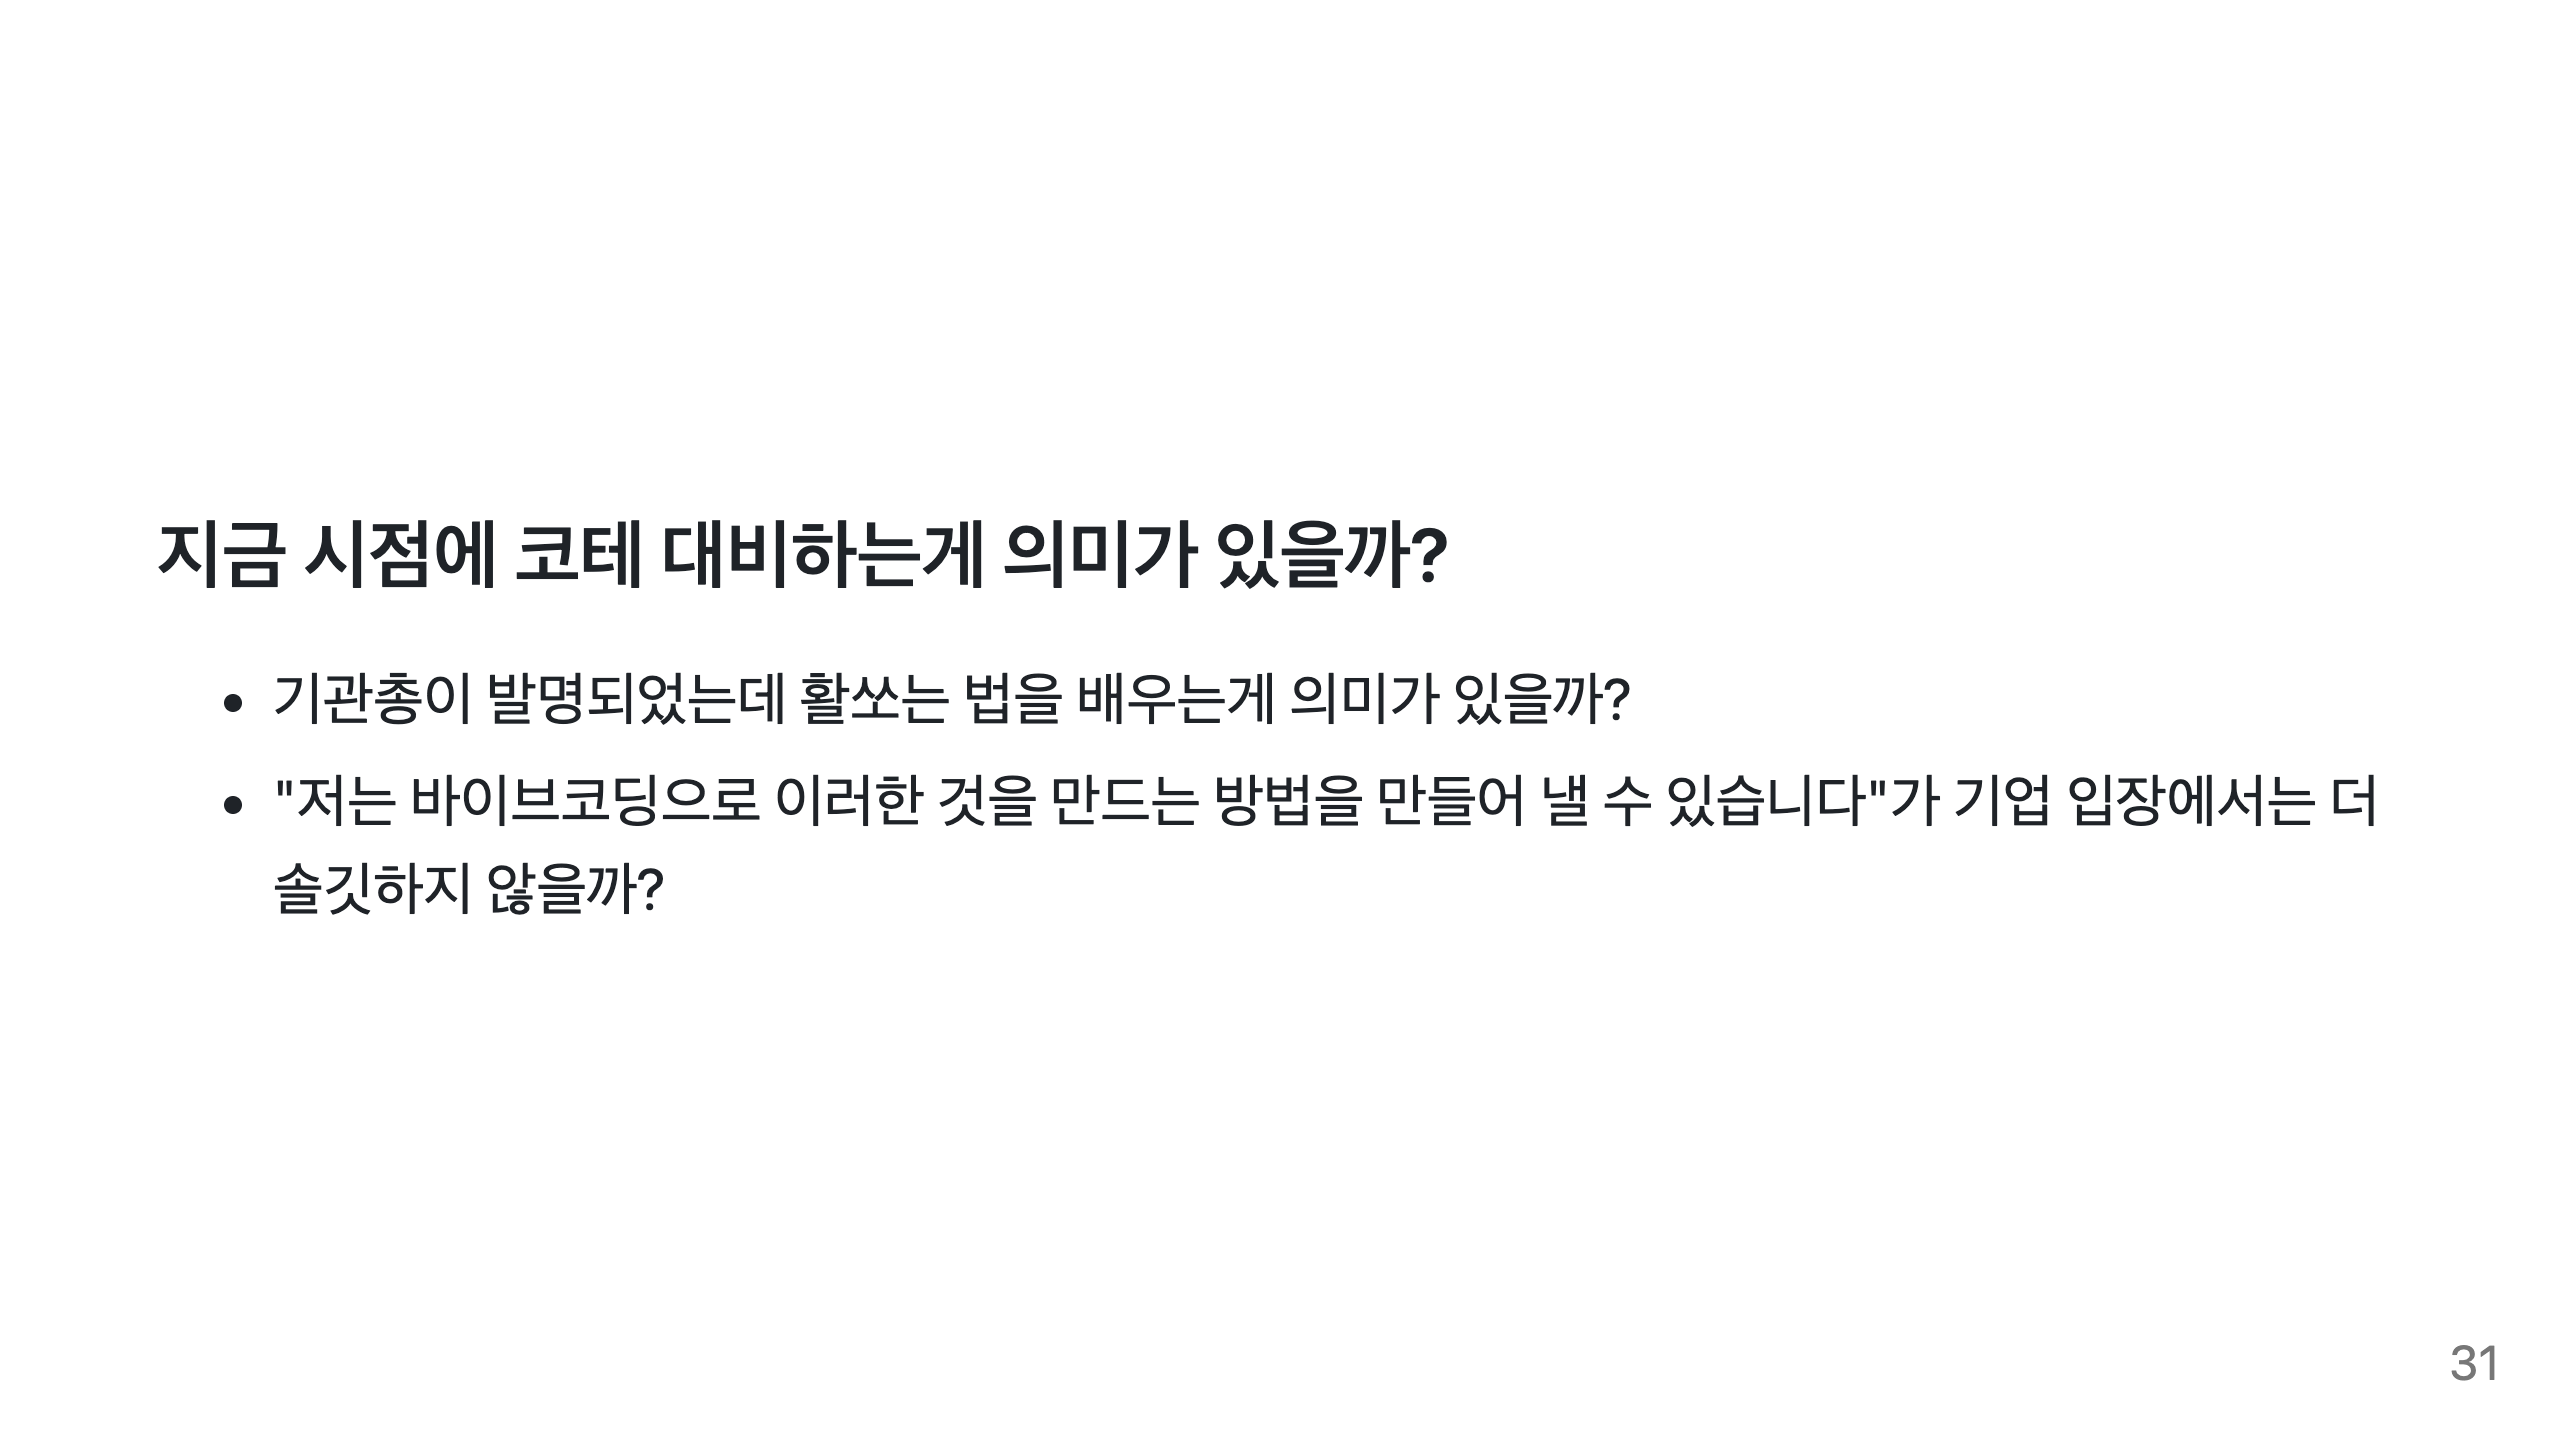 지금 시점에 코테 대비하는게 의미가 있을까?
• 기관총이 발명되었는데 활쏘는 법을 배우는게 의미가 있을까?
• "저는 바이브코딩으로 이러한 것을 만드는 방법을 만들어 낼 수 있습니다"가 기업 입장에서는 더
솔깃하지 않을까?
31